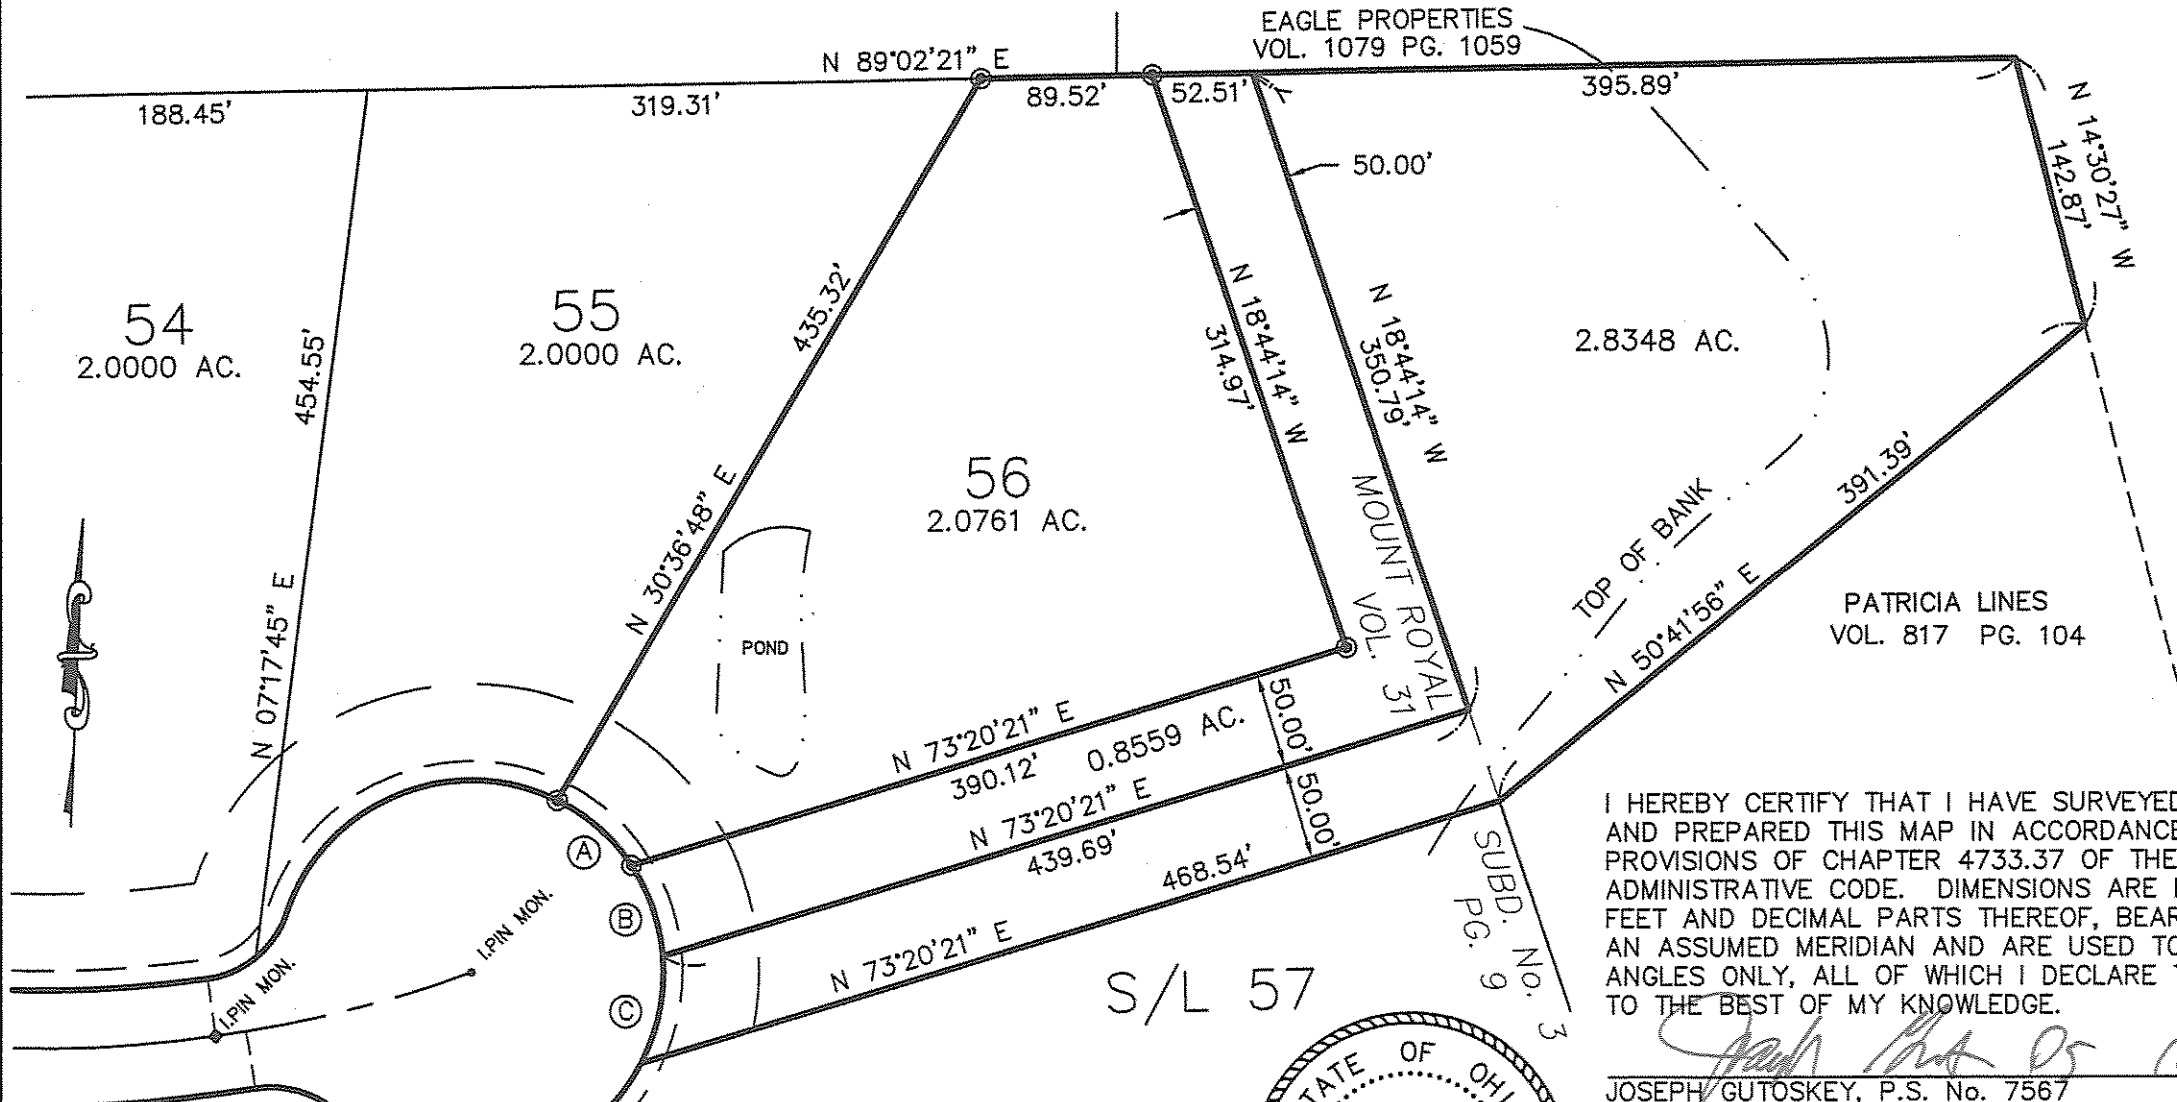 EAGLE PROPERTIES
VOL. 1079 PG. 1059
N 89°02'21" E
188.45'
319.31'
89.52'
52.51'
395.89'
N 14°30'27" W
142.87'
50.00'
54
2.0000 AC.
454.55'
N 07°17'45" E
55
2.0000 AC.
435.32'
N 30°36'48" E
56
2.0761 AC.
N 18°44'14" W
314.97'
N 18°44'14" W
350.79'
2.8348 AC.
391.39'
N 50°41'56" E
TOP OF BANK
PATRICIA LINES
VOL. 817 PG. 104
POND
MOUNT ROYAL
VOL. 31
SUBD. No. 3
PG. 9
N 73°20'21" E
390.12'
0.8559 AC.
50.00'
N 73°20'21" E
439.69'
50.00'
468.54'
N 73°20'21" E
A
B
C
I.PIN MON.
I.PIN MON.
S/L 57
I HEREBY CERTIFY THAT I HAVE SURVEYED
AND PREPARED THIS MAP IN ACCORDANCE
PROVISIONS OF CHAPTER 4733.37 OF THE
ADMINISTRATIVE CODE. DIMENSIONS ARE I
FEET AND DECIMAL PARTS THEREOF, BEAR
AN ASSUMED MERIDIAN AND ARE USED TO
ANGLES ONLY, ALL OF WHICH I DECLARE T
TO THE BEST OF MY KNOWLEDGE.
JOSEPH GUTOSKEY, P.S. No. 7567
STATE OF OHI